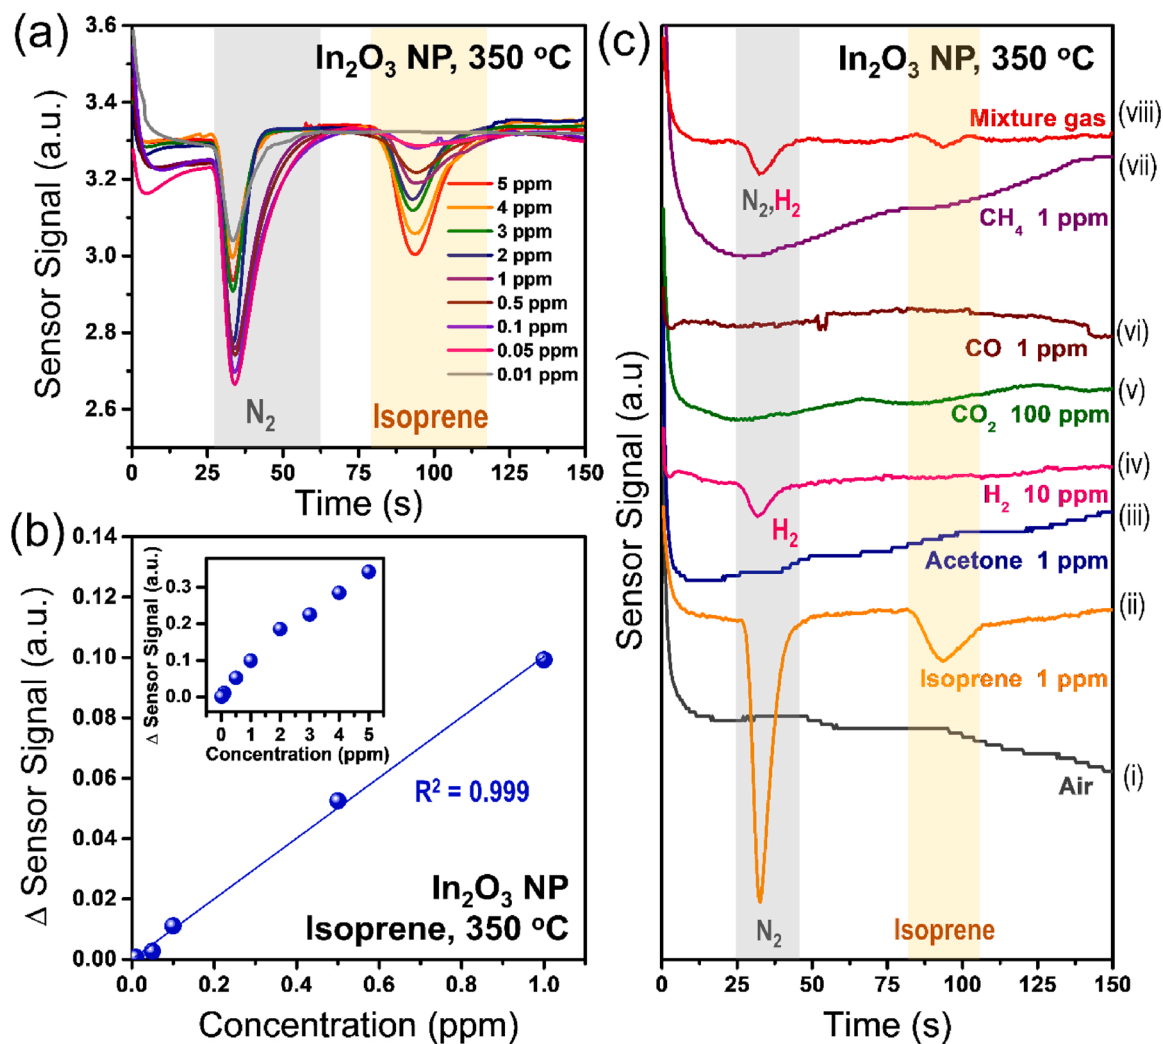 (a)
In₂O₃ NP, 350 °C
3.6
3.4
3.2
3.0
2.8
2.6
Sensor Signal (a.u.)
5 ppm
4 ppm
3 ppm
2 ppm
1 ppm
0.5 ppm
0.1 ppm
0.05 ppm
0.01 ppm
N₂
Isoprene
0 25 50 75 100 125 150
Time (s)
(b)
0.14
0.12
0.10
0.08
0.06
0.04
0.02
0.00
Δ Sensor Signal (a.u.)
0.3
0.2
0.1
0.0
Δ Sensor Signal (a.u.)
0 1 2 3 4 5
Concentration (ppm)
R² = 0.999
In₂O₃ NP
Isoprene, 350 °C
0.0 0.2 0.4 0.6 0.8 1.0
Concentration (ppm)
(c)
In₂O₃ NP, 350 °C
Sensor Signal (a.u)
Mixture gas (viii)
N₂,H₂
(vii)
CH₄ 1 ppm
(vi)
CO 1 ppm
(v)
CO₂ 100 ppm
(iv)
H₂ 10 ppm
H₂
(iii)
Acetone 1 ppm
(ii)
Isoprene 1 ppm
(i)
Air
N₂
Isoprene
0 25 50 75 100 125 150
Time (s)